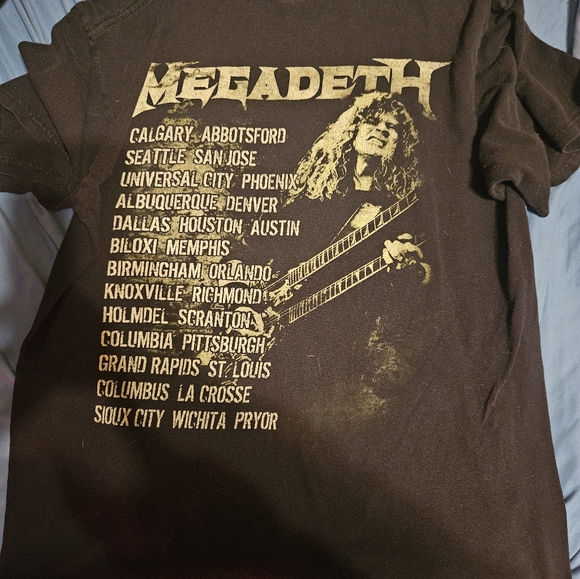 MEGADETH
CALGARY ABBOTSFORD
SEATTLE SAN JOSE
UNIVERSAL CITY PHOENIX
ALBUQUERQUE DENVER
DALLAS HOUSTON AUSTIN
BILOXI MEMPHIS
BIRMINGHAM ORLANDO
KNOXVILLE RICHMOND
HOLMDEL SCRANTON
COLUMBIA PITTSBURGH
GRAND RAPIDS ST. LOUIS
COLUMBUS LA CROSSE
SIOUX CITY WICHITA PRYOR